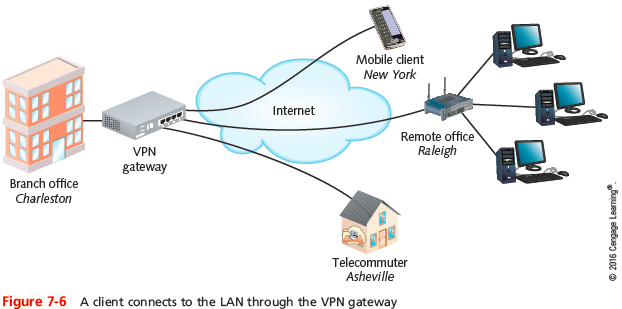 Mobile client
New York
Internet
VPN
gateway
Remote office
Raleigh
Branch office
Charleston
Telecommuter
Asheville
© 2016 Cengage Learning®.
Figure 7-6 A client connects to the LAN through the VPN gateway